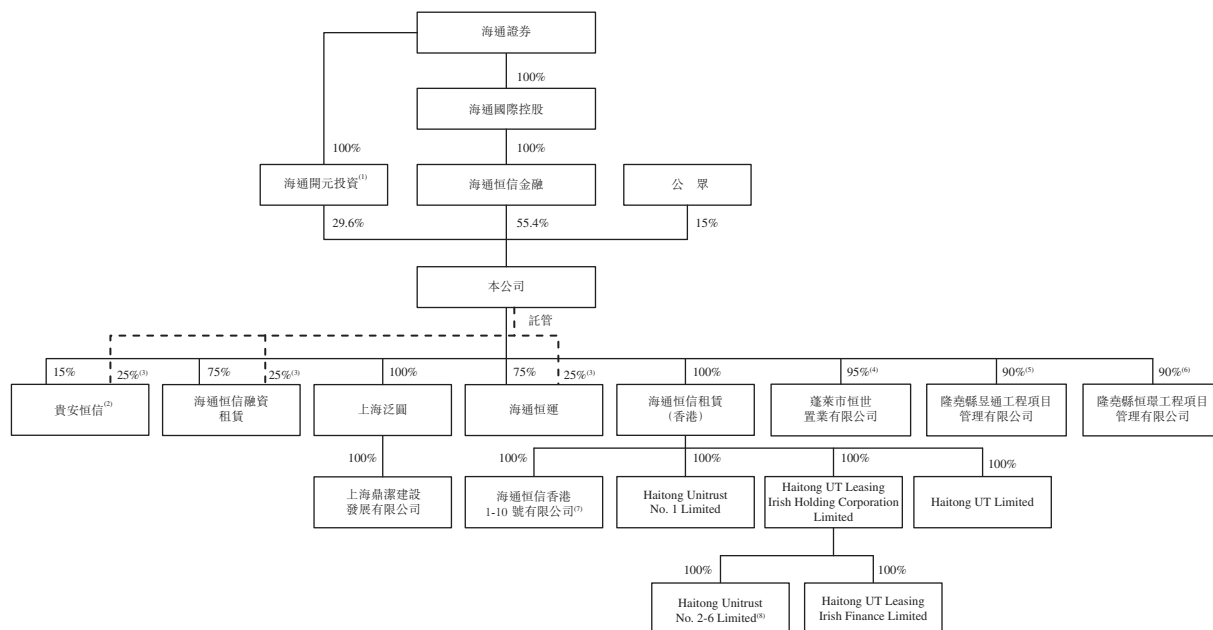 海通證券
100%
海通國際控股
100%
100%
海通開元投資(1)
海通恒信金融
公 眾
29.6%
55.4%
15%
本公司
託管
15%
25%(3)
75%
25%(3)
100%
75%
25%(3)
100%
95%(4)
90%(5)
90%(6)
貴安恒信(2)
海通恒信融資
租賃
上海泛圓
海通恒運
海通恒信租賃
(香港)
蓬萊市恒世
置業有限公司
隆堯縣昱通工程項目
管理有限公司
隆堯縣恒環工程項目
管理有限公司
100%
100%
100%
100%
100%
上海鼎潔建設
發展有限公司
海通恒信香港
1-10 號有限公司(7)
Haitong Unitrust
No. 1 Limited
Haitong UT Leasing
Irish Holding Corporation
Limited
Haitong UT Limited
100%
100%
Haitong Unitrust
No. 2-6 Limited(8)
Haitong UT Leasing
Irish Finance Limited